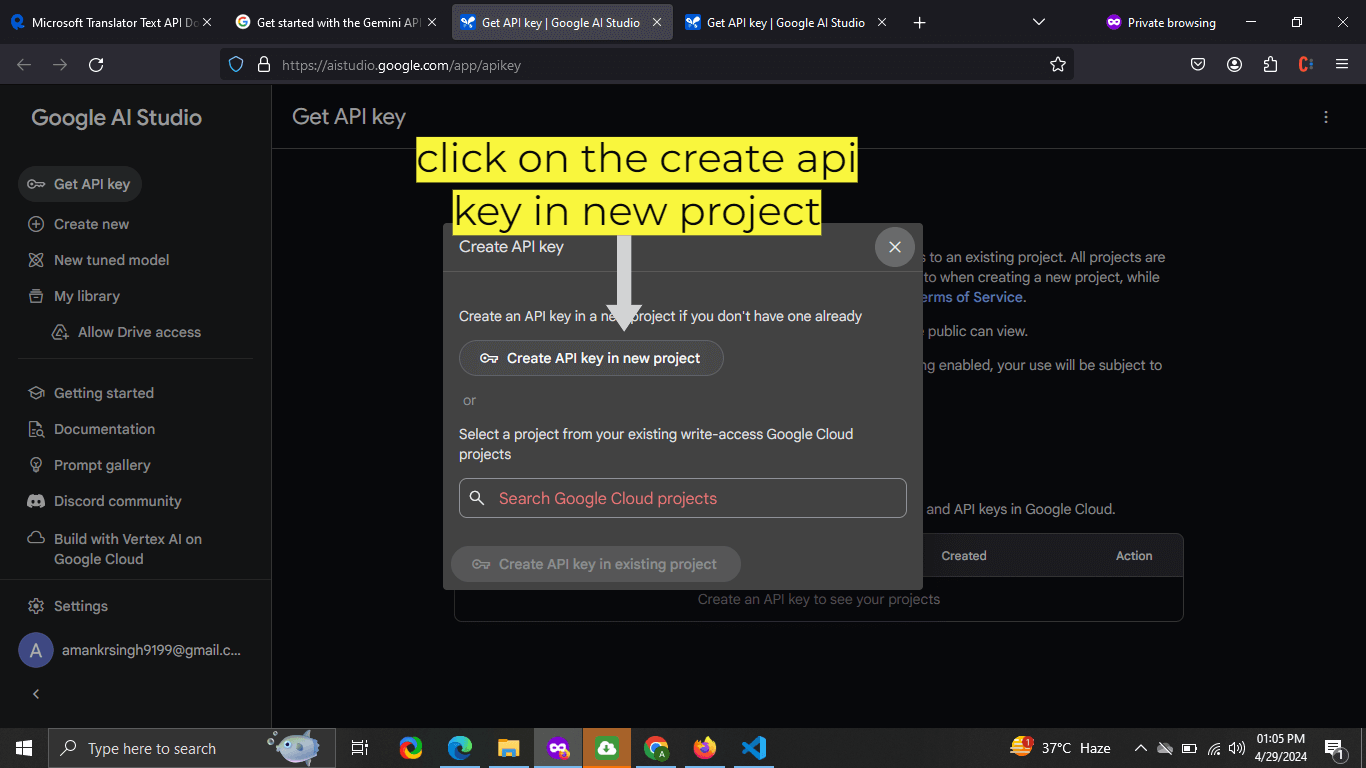 Microsoft Translator Text API Do
Get started with the Gemini API
Get API key | Google AI Studio
Get API key | Google AI Studio
Private browsing
https://aistudio.google.com/app/apikey
Google AI Studio
Get API key
Create new
New tuned model
My library
Allow Drive access
Getting started
Documentation
Prompt gallery
Discord community
Build with Vertex AI on
Google Cloud
Settings
A
amankrsingh9199@gmail.c...
Get API key
click on the create api
key in new project
Create API key
Create an API key in a new project if you don't have one already
Create API key in new project
or
Select a project from your existing write-access Google Cloud
projects
Search Google Cloud projects
Create API key in existing project
s to an existing project. All projects are
to when creating a new project, while
erms of Service.
public can view.
ng enabled, your use will be subject to
and API keys in Google Cloud.
Created
Action
Create an API key to see your projects
Type here to search
1
37°C Haze
01:05 PM
4/29/2024
1